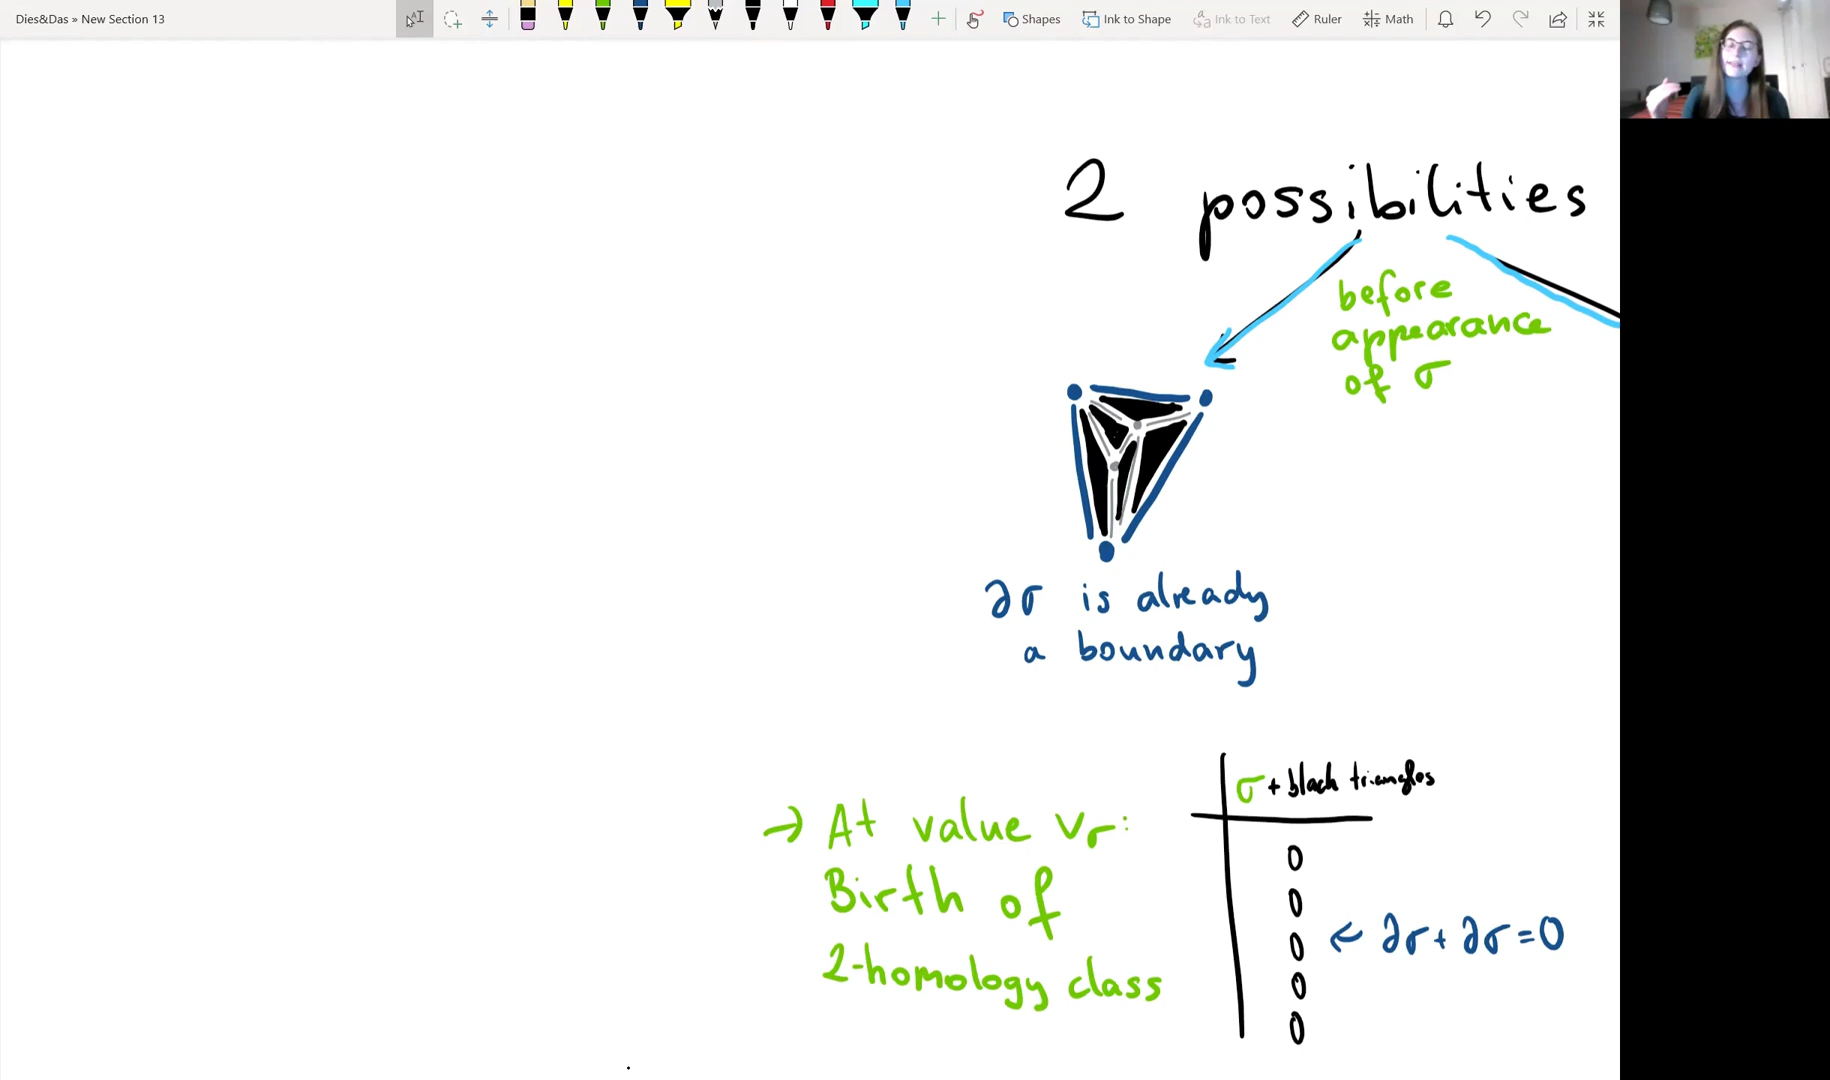 Dies&Das » New Section 13
Shapes
Ink to Shape
Ink to Text
Ruler
Math
2 possibilities
before
appearance
of σ
∂σ is already
a boundary
σ + black triangles
→ At value vσ:
Birth of
2-homology class
0
0
0
0
0
← ∂σ + ∂σ = 0